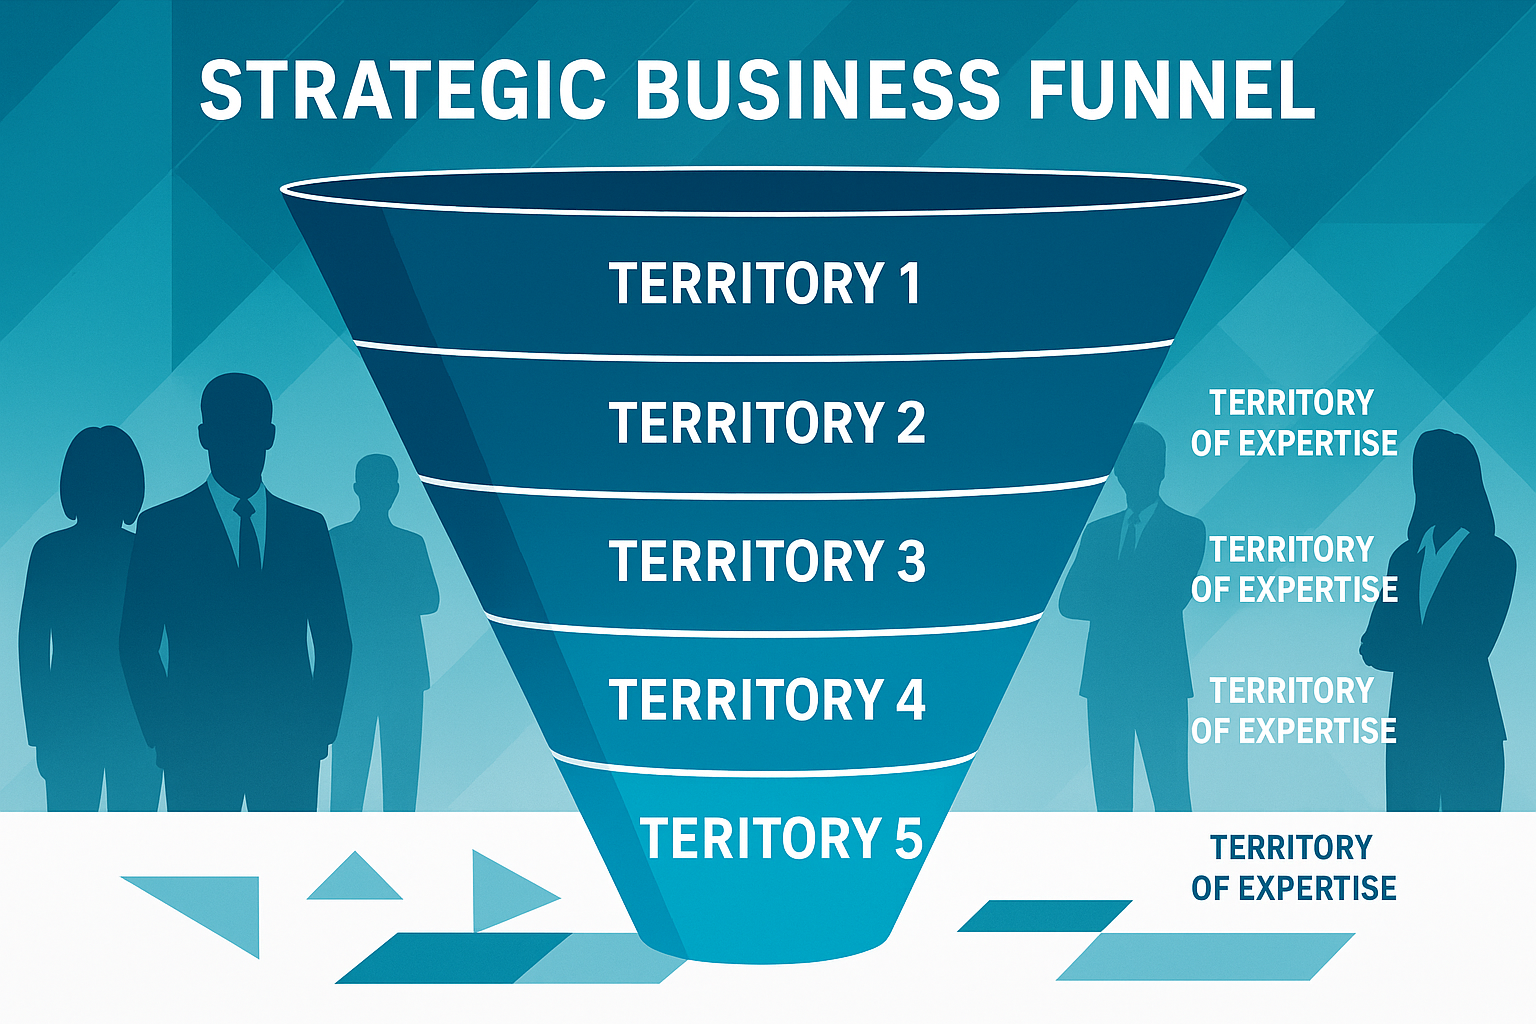 STRATEGIC BUSINESS FUNNEL
TERRITORY 1
TERRITORY 2
TERRITORY 3
TERRITORY 4
TERITORY 5
TERRITORY
OF EXPERTISE
TERRITORY
OF EXPERTISE
TERRITORY
OF EXPERTISE
TERRITORY
OF EXPERTISE